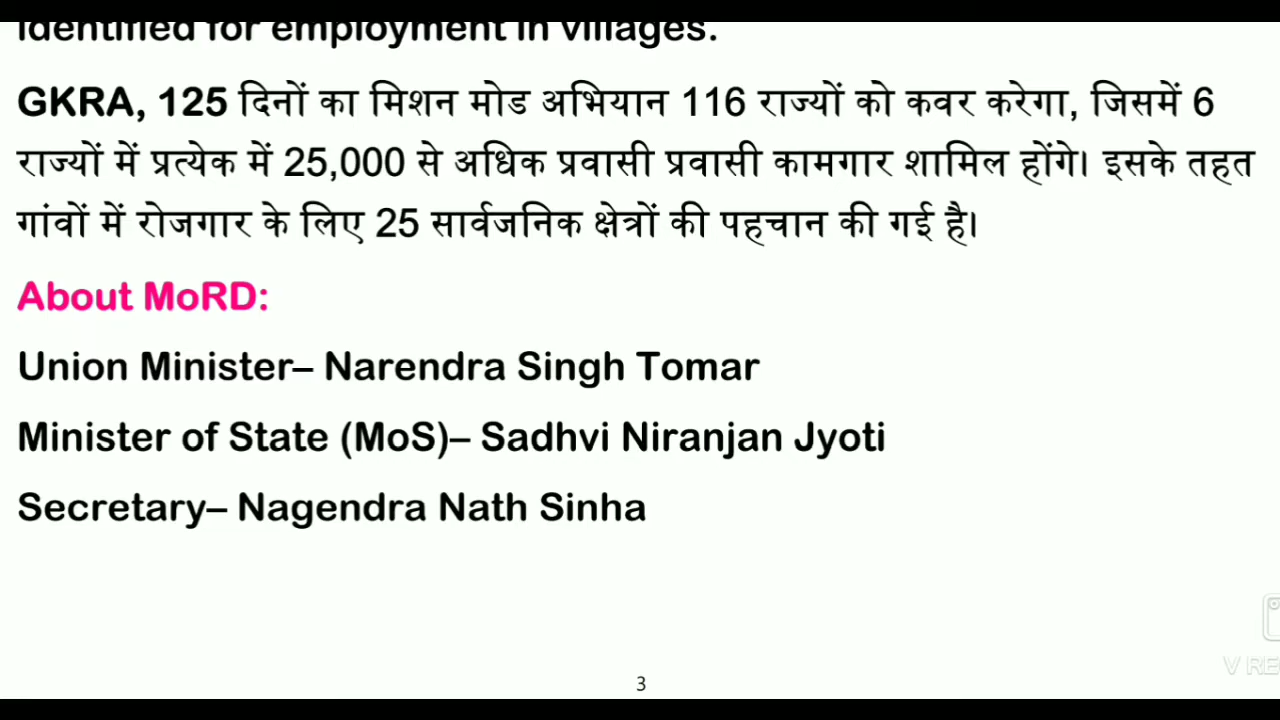 identified for employment in villages.
GKRA, 125 दिनों का मिशन मोड अभियान 116 राज्यों को कवर करेगा, जिसमें 6
राज्यों में प्रत्येक में 25,000 से अधिक प्रवासी प्रवासी कामगार शामिल होंगे। इसके तहत
गांवों में रोजगार के लिए 25 सार्वजनिक क्षेत्रों की पहचान की गई है।
About MoRD:
Union Minister– Narendra Singh Tomar
Minister of State (MoS)– Sadhvi Niranjan Jyoti
Secretary– Nagendra Nath Sinha
3